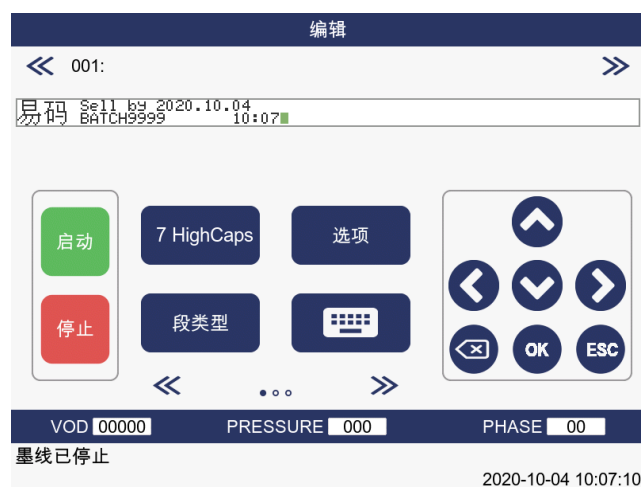 编辑
001:
易码 Sell by 2020.10.04
BATCH9999 10:07
启动
7 HighCaps
选项
停止
段类型
OK
ESC
VOD 00000
PRESSURE 000
PHASE 00
墨线已停止
2020-10-04 10:07:10